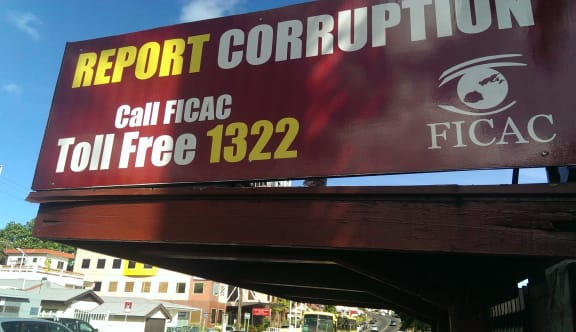 REPORT CORRUPTION
Call FICAC
Toll Free 1322
FICAC